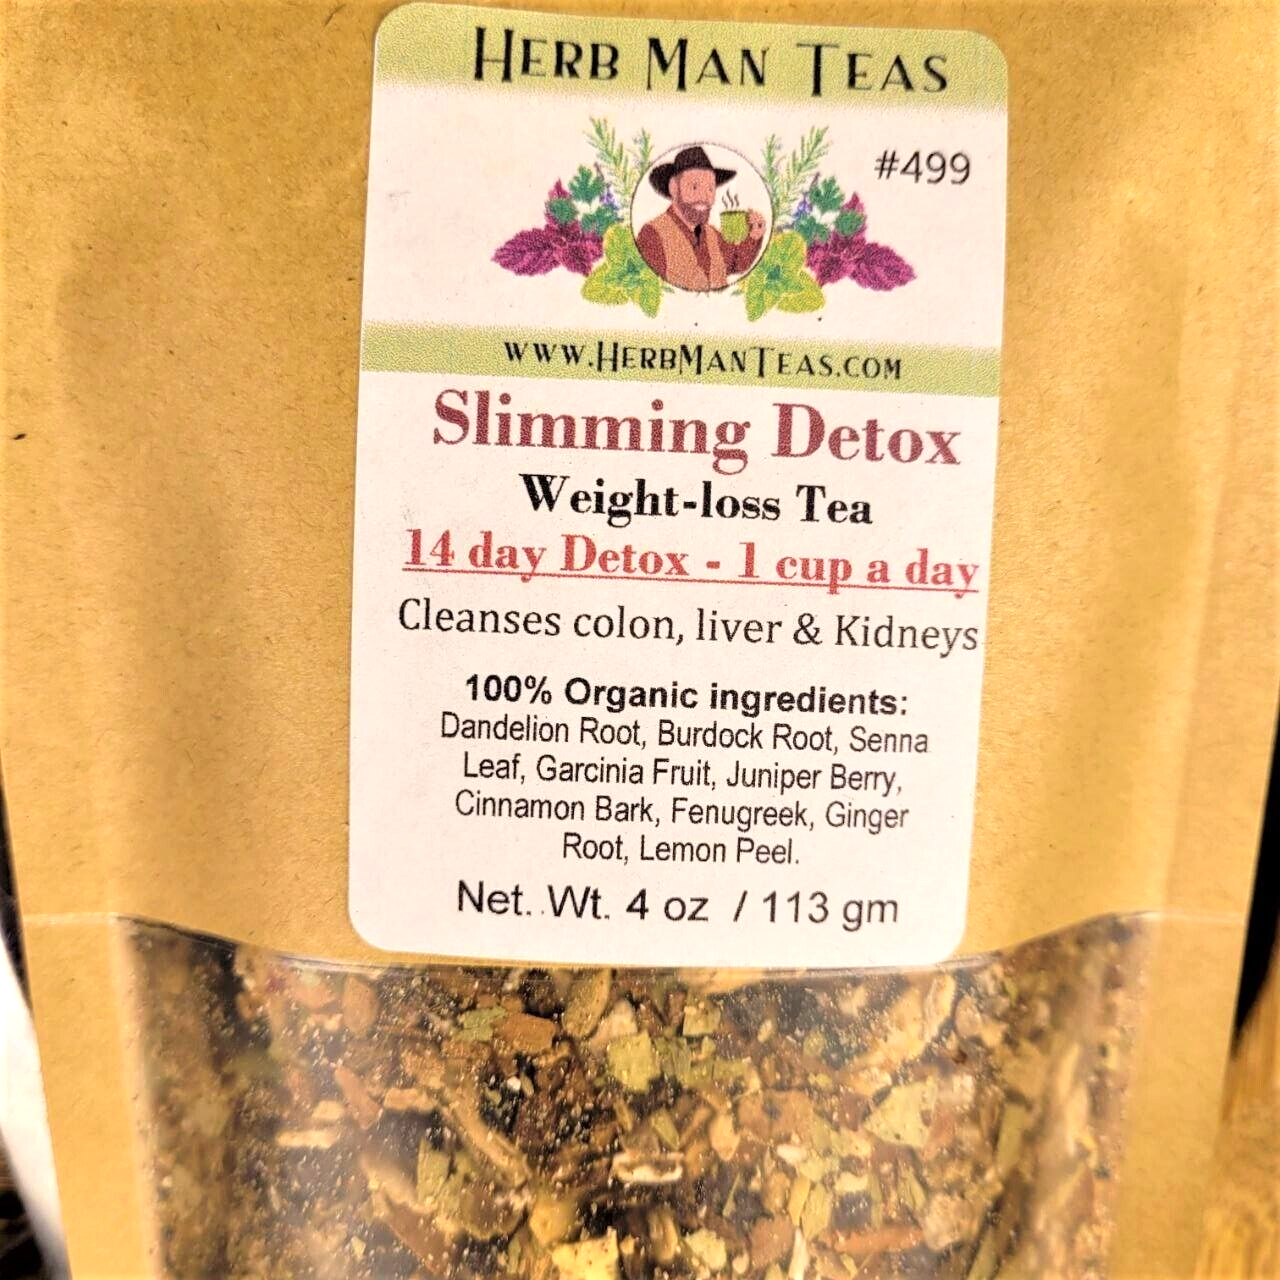 HERB MAN TEAS
#499
WWW.HERBMANTEAS.COM
Slimming Detox
Weight-loss Tea
14 day Detox - 1 cup a day
Cleanses colon, liver & Kidneys
100% Organic ingredients:
Dandelion Root, Burdock Root, Senna
Leaf, Garcinia Fruit, Juniper Berry,
Cinnamon Bark, Fenugreek, Ginger
Root, Lemon Peel.
Net. Wt. 4 oz / 113 gm